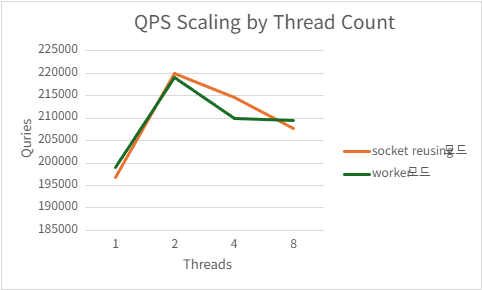 QPS Scaling by Thread Count
225000
220000
215000
210000
205000
200000
195000
190000
185000
Quries
1 2 4 8
Threads
socket reusing모드
worker모드